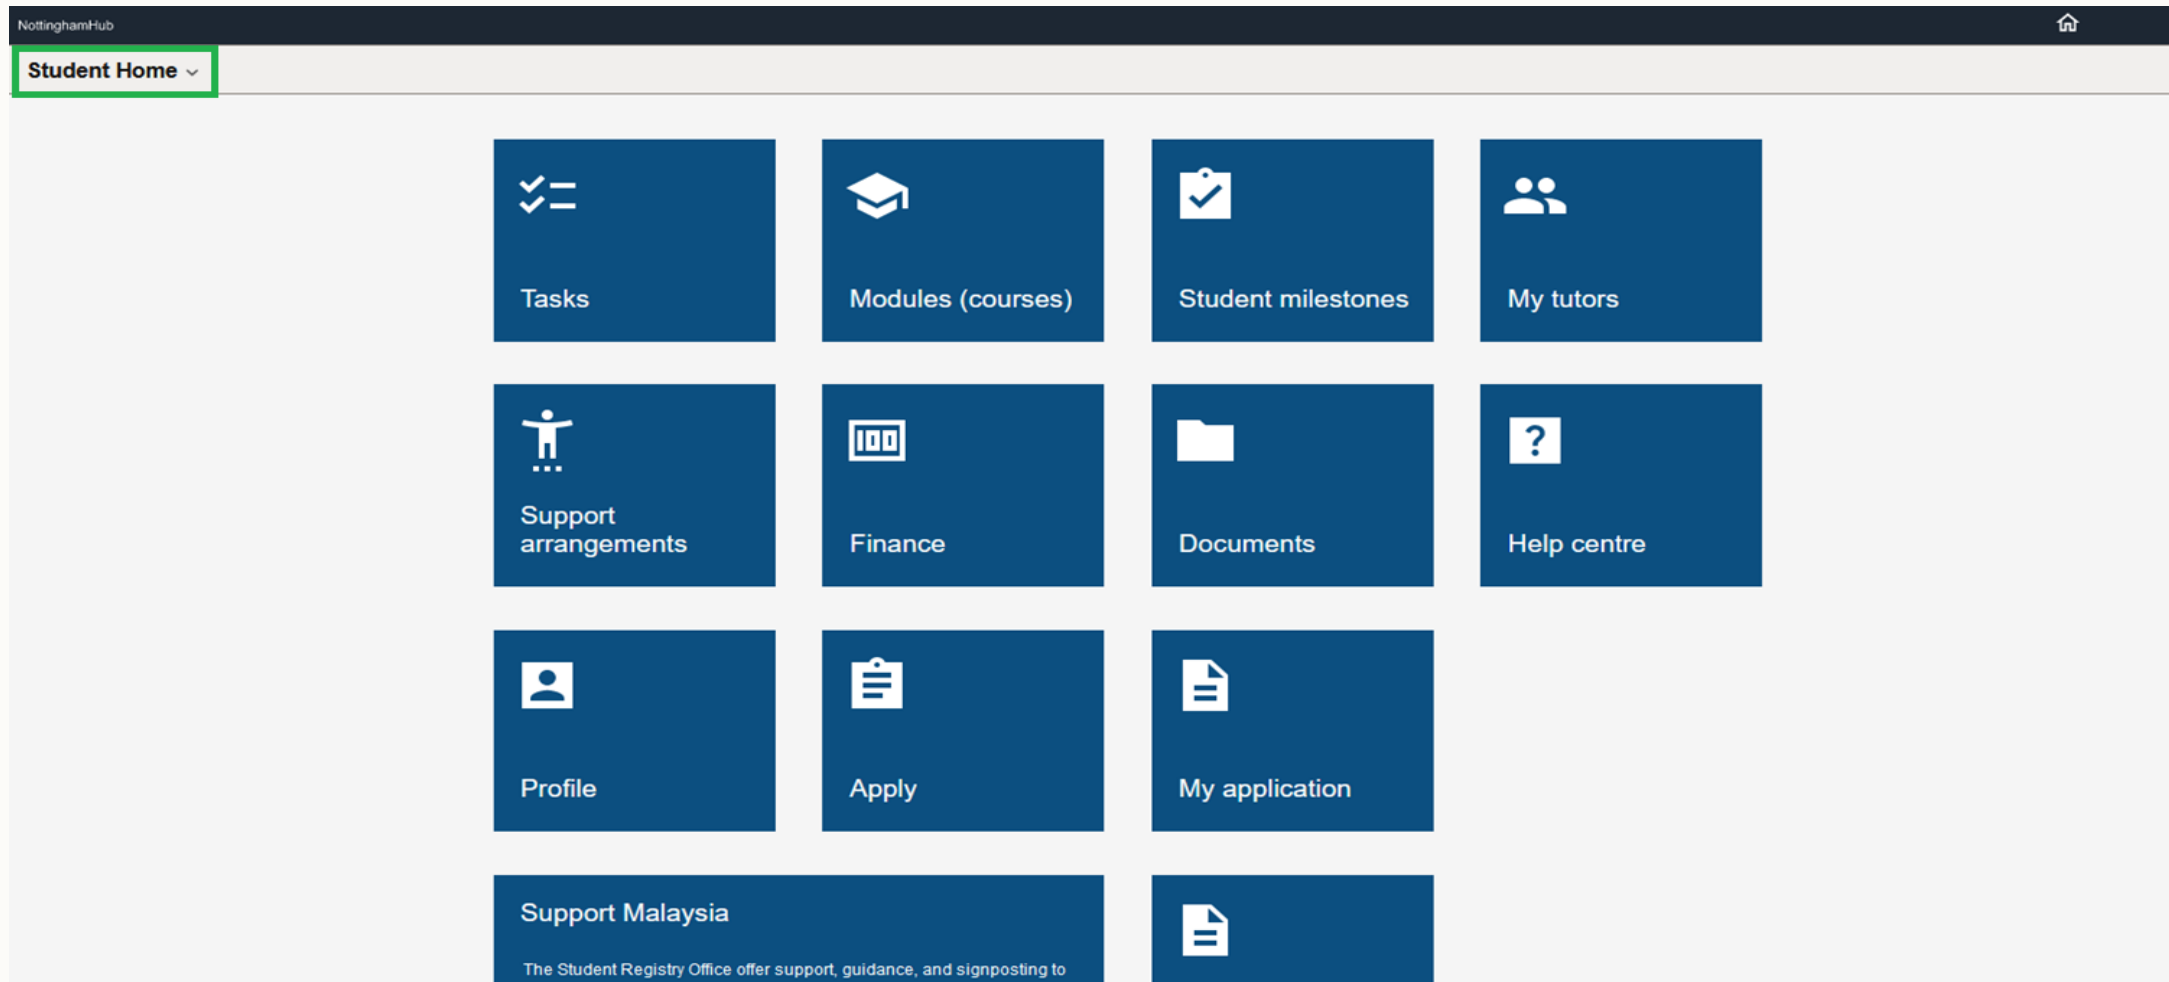 NottinghamHub
Student Home
Tasks
Modules (courses)
Student milestones
My tutors
Support
arrangements
Finance
Documents
Help centre
Profile
Apply
My application
Support Malaysia
The Student Registry Office offer support, guidance, and signposting to